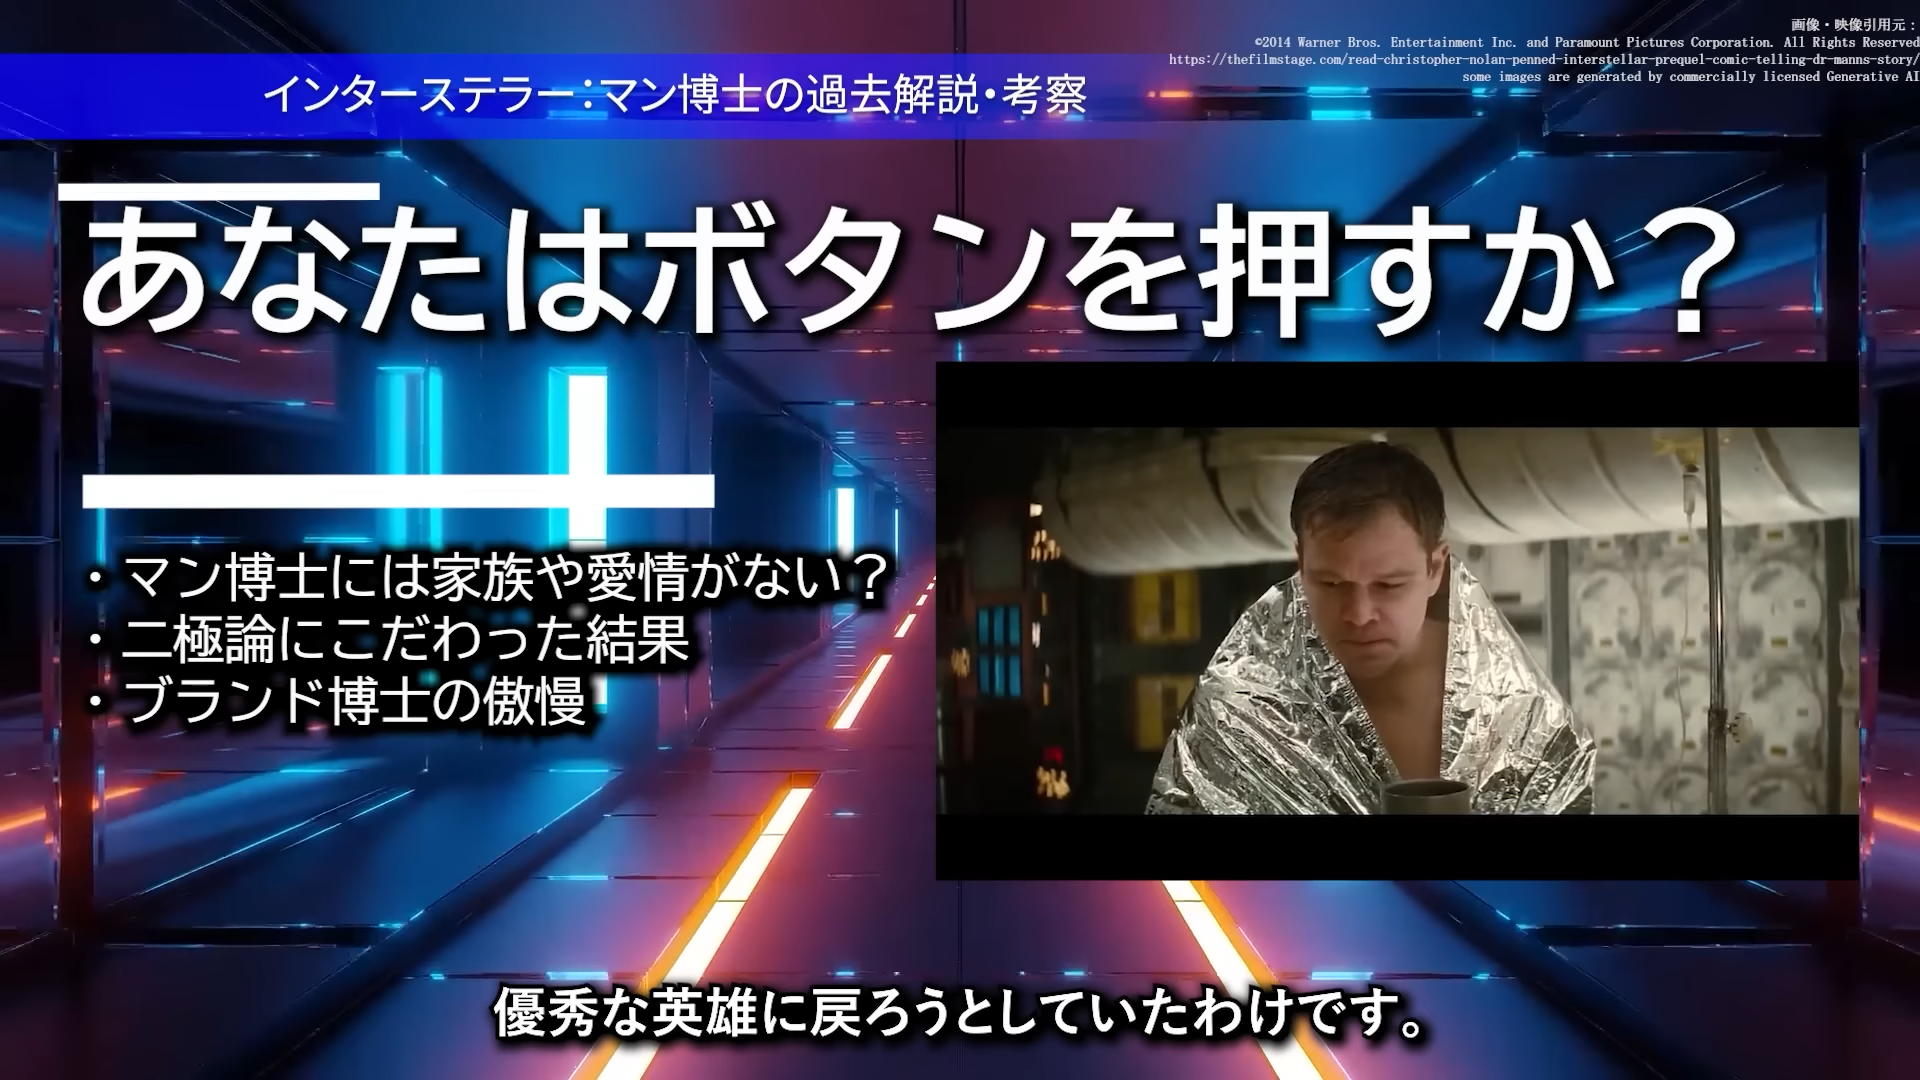 画像・映像引用元：
©2014 Warner Bros. Entertainment Inc. and Paramount Pictures Corporation. All Rights Reserved
https://thefilmstage.com/read-christopher-nolan-penned-interstellar-prequel-comic-telling-dr-manns-story/
some images are generated by commercially licensed Generative AI
インターステラー：マン博士の過去解説・考察
あなたはボタンを押すか？
・マン博士には家族や愛情がない？
・二極論にこだわった結果
・ブランド博士の傲慢
優秀な英雄に戻ろうとしていたわけです。